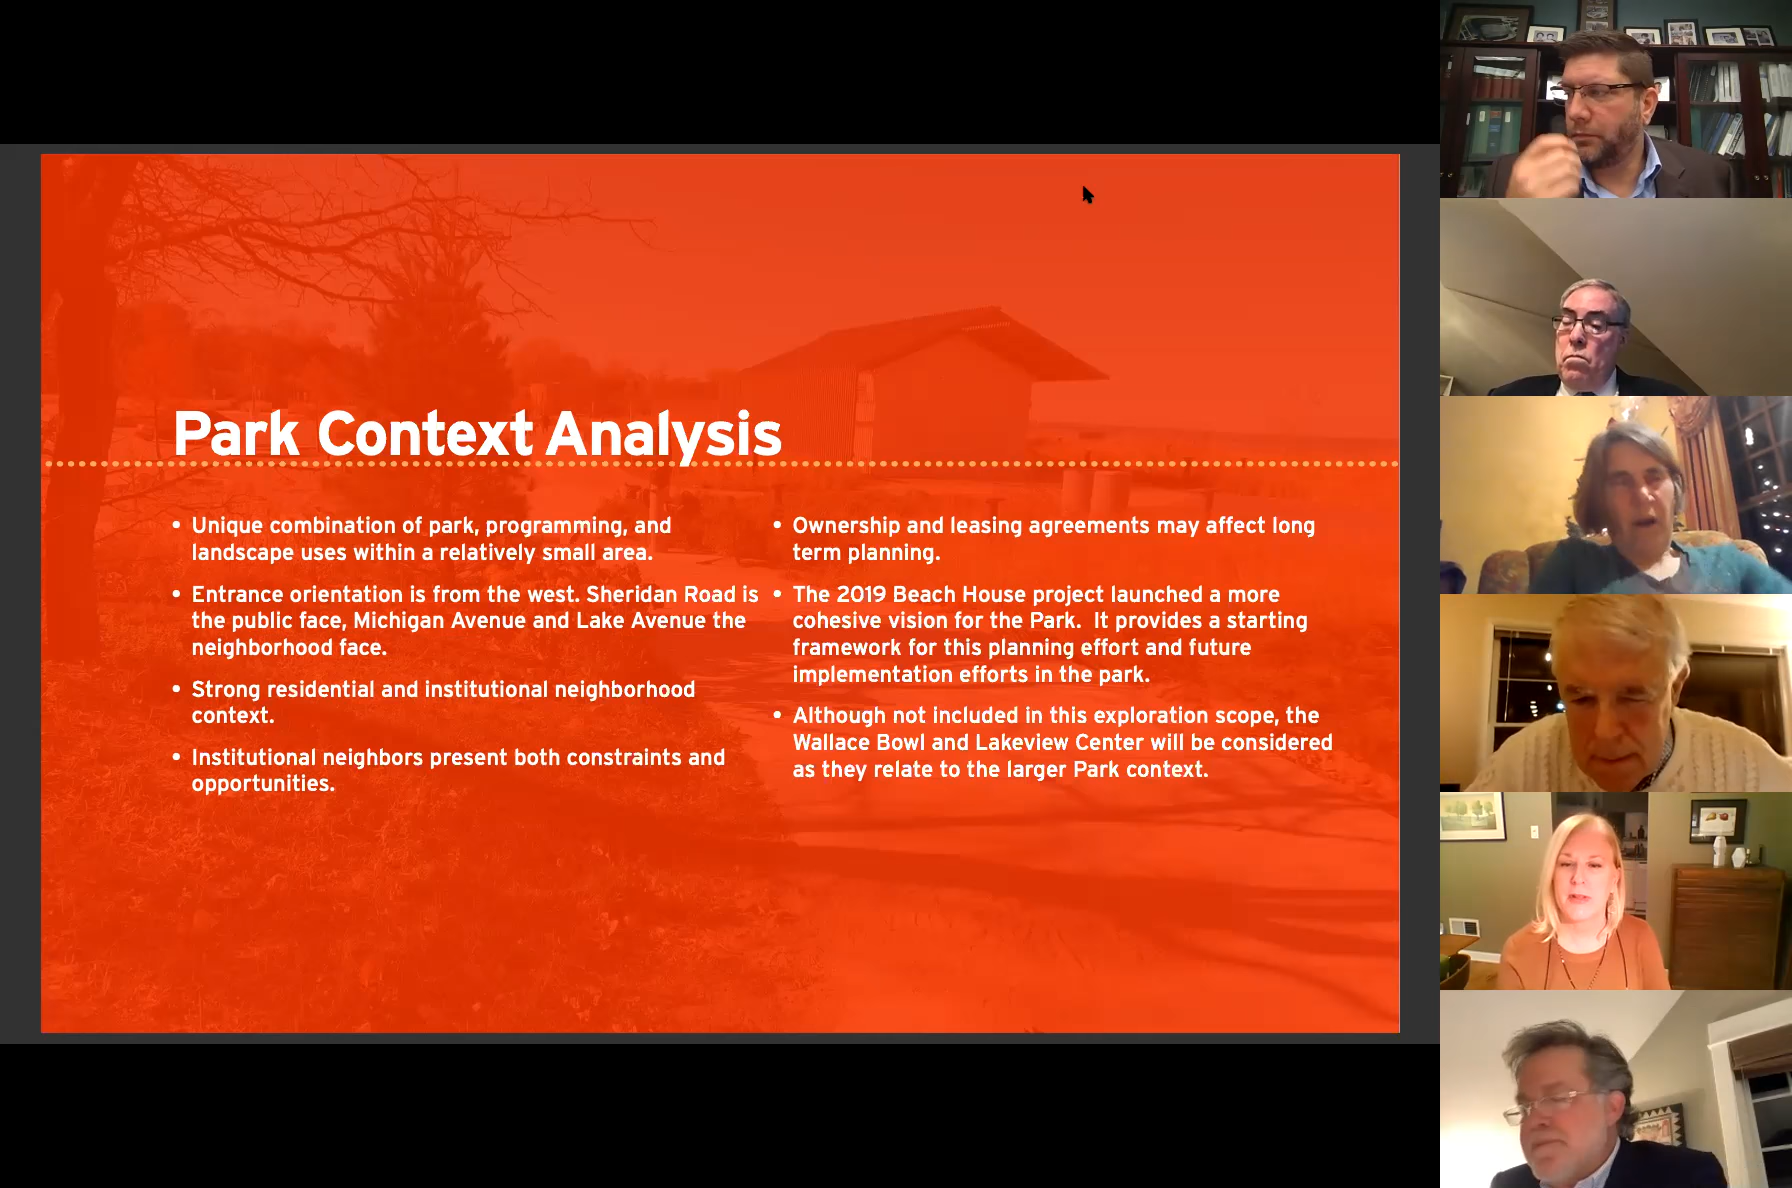 Park Context Analysis
• Unique combination of park, programming, and
landscape uses within a relatively small area.
• Entrance orientation is from the west. Sheridan Road is
the public face, Michigan Avenue and Lake Avenue the
neighborhood face.
• Strong residential and institutional neighborhood
context.
• Institutional neighbors present both constraints and
opportunities.
• Ownership and leasing agreements may affect long
term planning.
• The 2019 Beach House project launched a more
cohesive vision for the Park.  It provides a starting
framework for this planning effort and future
implementation efforts in the park.
• Although not included in this exploration scope, the
Wallace Bowl and Lakeview Center will be considered
as they relate to the larger Park context.